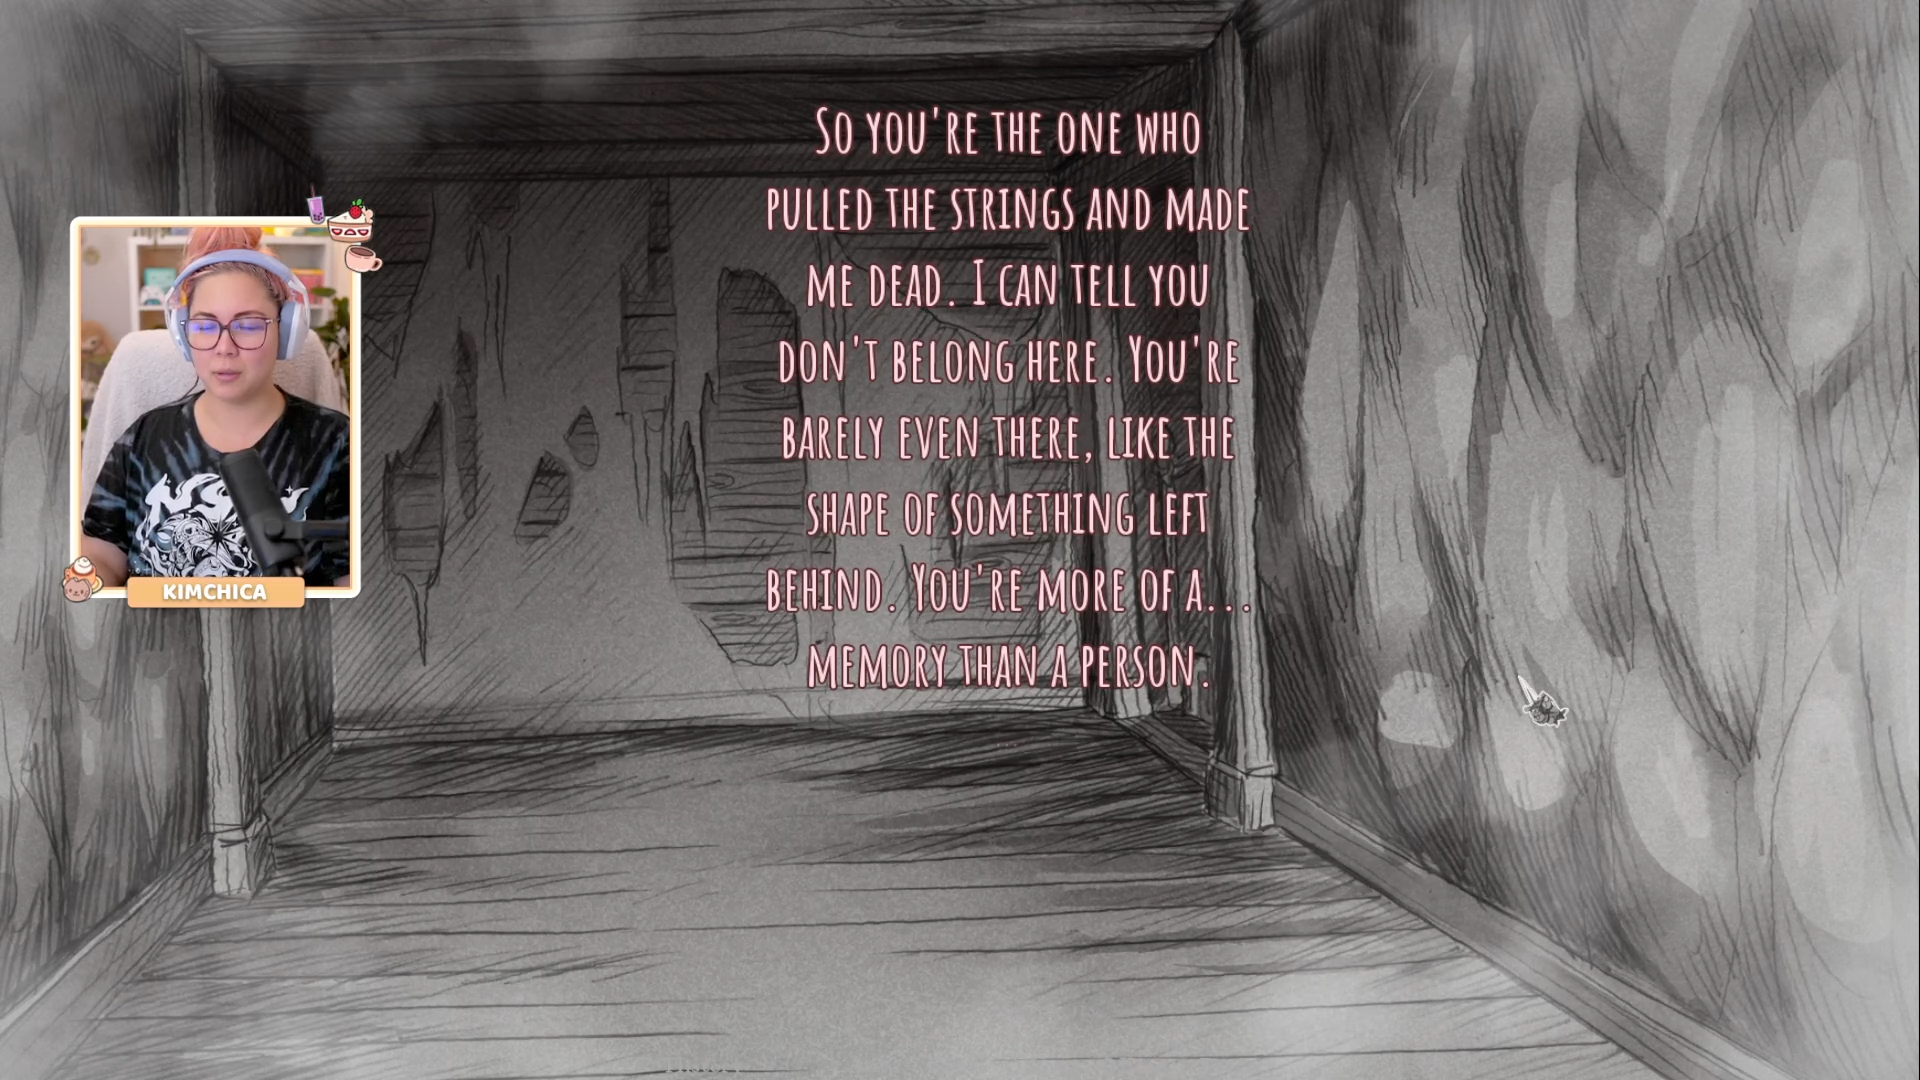 So you're the one who
pulled the strings and made
me dead. I can tell you
don't belong here. You're
barely even there, like the
shape of something left
behind. You're more of a...
memory than a person.
KIMCHICA